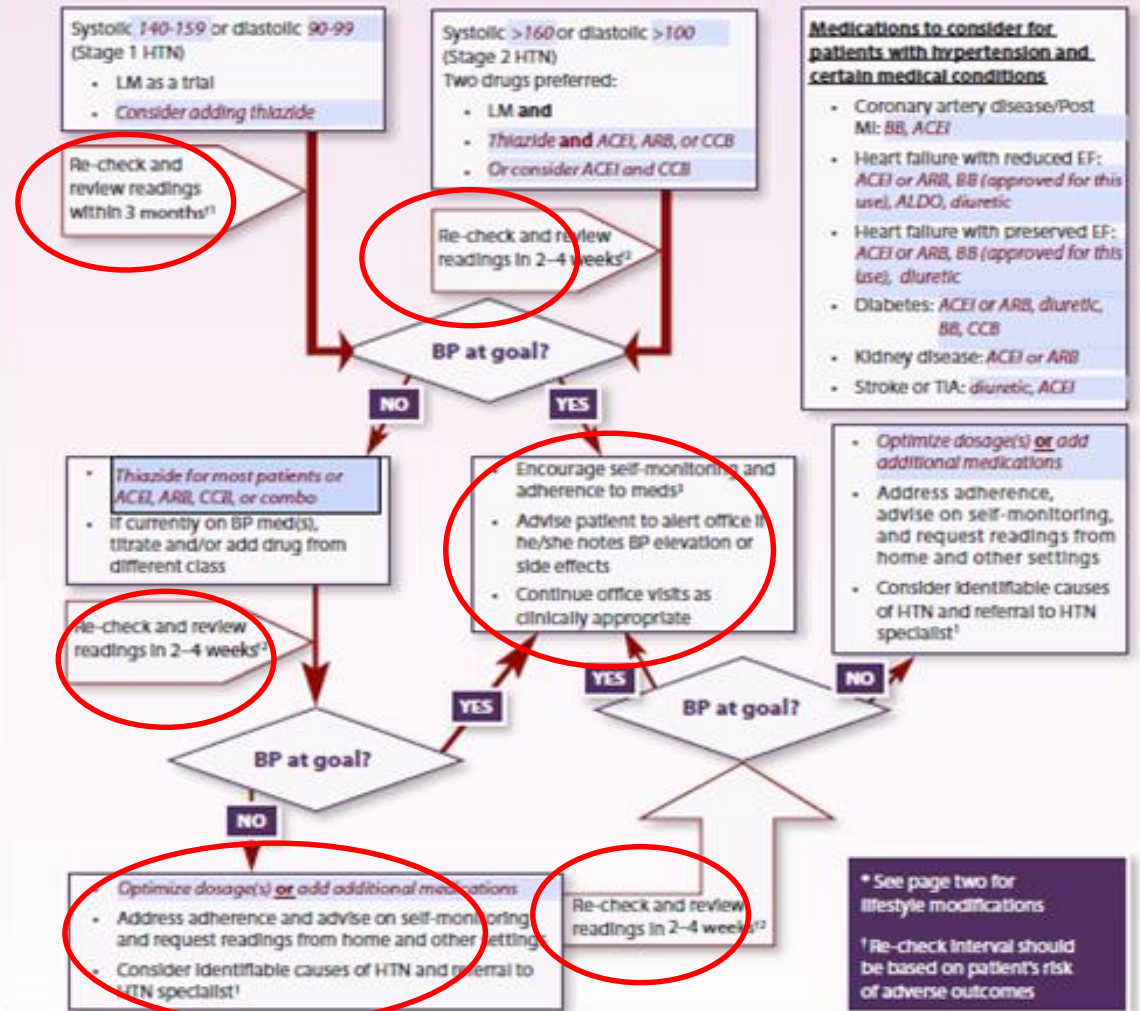 Systolic 140-159 or diastolic 90-99
(Stage 1 HTN)
• LM as a trial
• Consider adding thiazide
Re-check and
review readings
within 3 months†1
Systolic >160 or diastolic >100
(Stage 2 HTN)
Two drugs preferred:
• LM and
• Thiazide and ACEI, ARB, or CCB
• Or consider ACEI and CCB
Re-check and review
readings in 2–4 weeks†2
Medications to consider for
patients with hypertension and
certain medical conditions
• Coronary artery disease/Post
MI: BB, ACEI
• Heart failure with reduced EF:
ACEI or ARB, BB (approved for this
use), ALDO, diuretic
• Heart failure with preserved EF:
ACEI or ARB, BB (approved for this
use), diuretic
• Diabetes: ACEI or ARB, diuretic,
BB, CCB
• Kidney disease: ACEI or ARB
• Stroke or TIA: diuretic, ACEI
BP at goal?
NO
YES
• Thiazide for most patients or
ACEI, ARB, CCB, or combo
• If currently on BP med(s),
titrate and/or add drug from
different class
• Encourage self-monitoring and
adherence to meds3
• Advise patient to alert office if
he/she notes BP elevation or
side effects
• Continue office visits as
clinically appropriate
• Optimize dosage(s) or add
additional medications
• Address adherence,
advise on self-monitoring,
and request readings from
home and other settings
• Consider identifiable causes
of HTN and referral to HTN
specialist1
Re-check and review
readings in 2–4 weeks†2
YES
YES
NO
BP at goal?
BP at goal?
NO
• Optimize dosage(s) or add additional medications
• Address adherence and advise on self-monitoring
and request readings from home and other settings
• Consider identifiable causes of HTN and referral to
HTN specialist1
Re-check and review
readings in 2–4 weeks†2
* See page two for
lifestyle modifications
† Re-check interval should
be based on patient's risk
of adverse outcomes